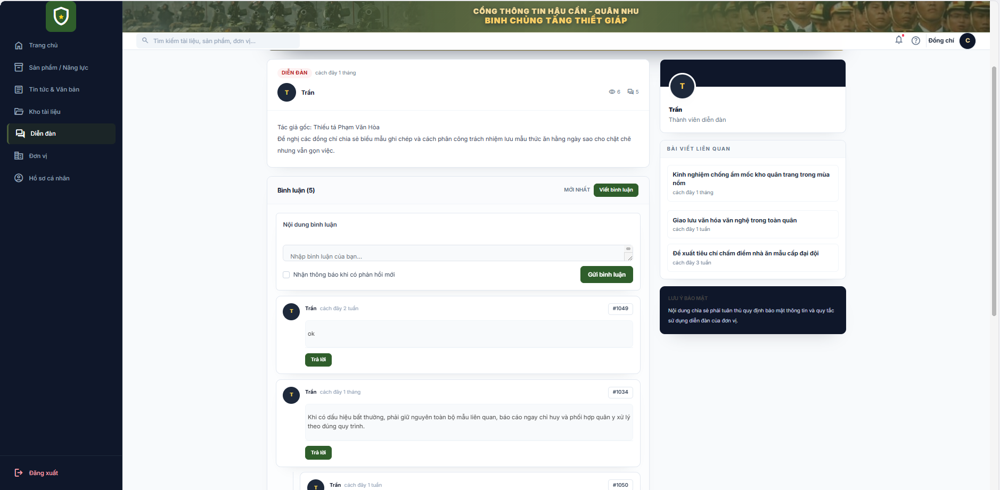 CỔNG THÔNG TIN HẬU CẦN - QUÂN NHU
BINH CHỦNG TĂNG THIẾT GIÁP
Tìm kiếm tài liệu, sản phẩm, đơn vị...
Đồng chí
C
Trang chủ
Sản phẩm / Năng lực
Tin tức & Văn bản
Kho tài liệu
Diễn đàn
Đơn vị
Hồ sơ cá nhân
Đăng xuất
DIỄN ĐÀN
cách đây 1 tháng
T
Trần
6
5
Tác giả gốc: Thiếu tá Phạm Văn Hòa
Đề nghị các đồng chí chia sẻ biểu mẫu ghi chép và cách phân công trách nhiệm lưu mẫu thức ăn hằng ngày sao cho chặt chẽ
nhưng vẫn gọn việc.
Bình luận (5)
MỚI NHẤT
Viết bình luận
Nội dung bình luận
Nhập bình luận của bạn...
Nhận thông báo khi có phản hồi mới
Gửi bình luận
T
Trần cách đây 2 tuần
#1049
ok
Trả lời
T
Trần cách đây 1 tháng
#1034
Khi có dấu hiệu bất thường, phải giữ nguyên toàn bộ mẫu liên quan, báo cáo ngay chỉ huy và phối hợp quân y xử lý
theo đúng quy trình.
Trả lời
T
Trần cách đây 1 tuần
#1050
T
Trần
Thành viên diễn đàn
BÀI VIẾT LIÊN QUAN
Kinh nghiệm chống ẩm mốc kho quân trang trong mùa
nồm
cách đây 1 tháng
Giao lưu văn hóa văn nghệ trong toàn quân
cách đây 1 tuần
Đề xuất tiêu chí chấm điểm nhà ăn mẫu cấp đại đội
cách đây 3 tuần
LƯU Ý BẢO MẬT
Nội dung chia sẻ phải tuân thủ quy định bảo mật thông tin và quy tắc
sử dụng diễn đàn của đơn vị.